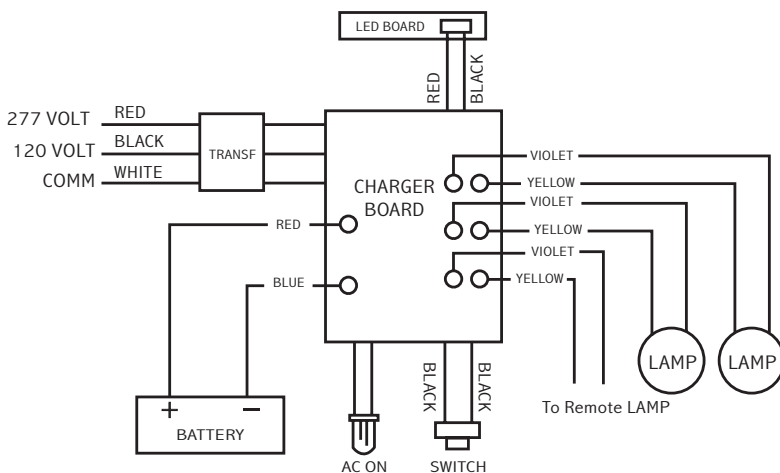 LED BOARD
RED
BLACK
277 VOLT
RED
120 VOLT
BLACK
COMM
WHITE
TRANSF
CHARGER
BOARD
VIOLET
YELLOW
VIOLET
YELLOW
VIOLET
YELLOW
RED
BLUE
LAMP
LAMP
BLACK
BLACK
To Remote LAMP
+
−
BATTERY
AC ON
SWITCH